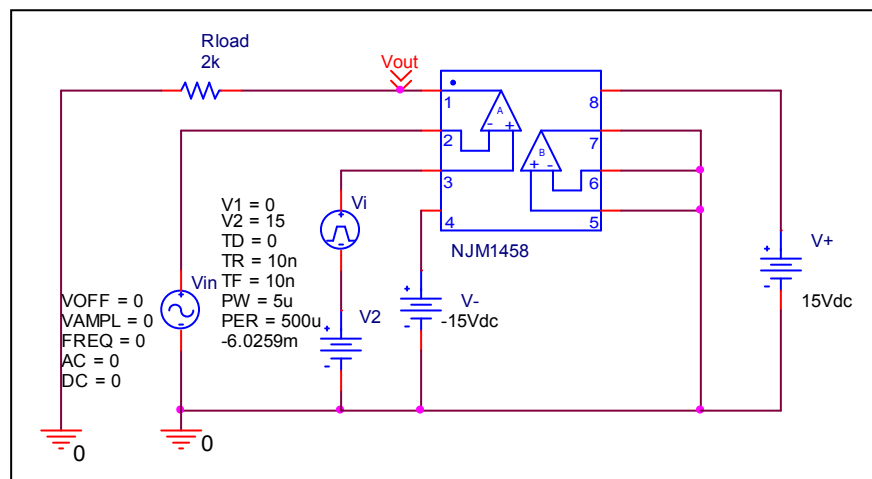 Rload
2k
Vout
1
2
3
4
A
- +
B
+ -
8
7
6
5
NJM1458
Vi
V1 = 0
V2 = 15
TD = 0
TR = 10n
TF = 10n
PW = 5u
PER = 500u
-6.0259m
Vin
VOFF = 0
VAMPL = 0
FREQ = 0
AC = 0
DC = 0
V2
V-
-15Vdc
V+
15Vdc
0
0